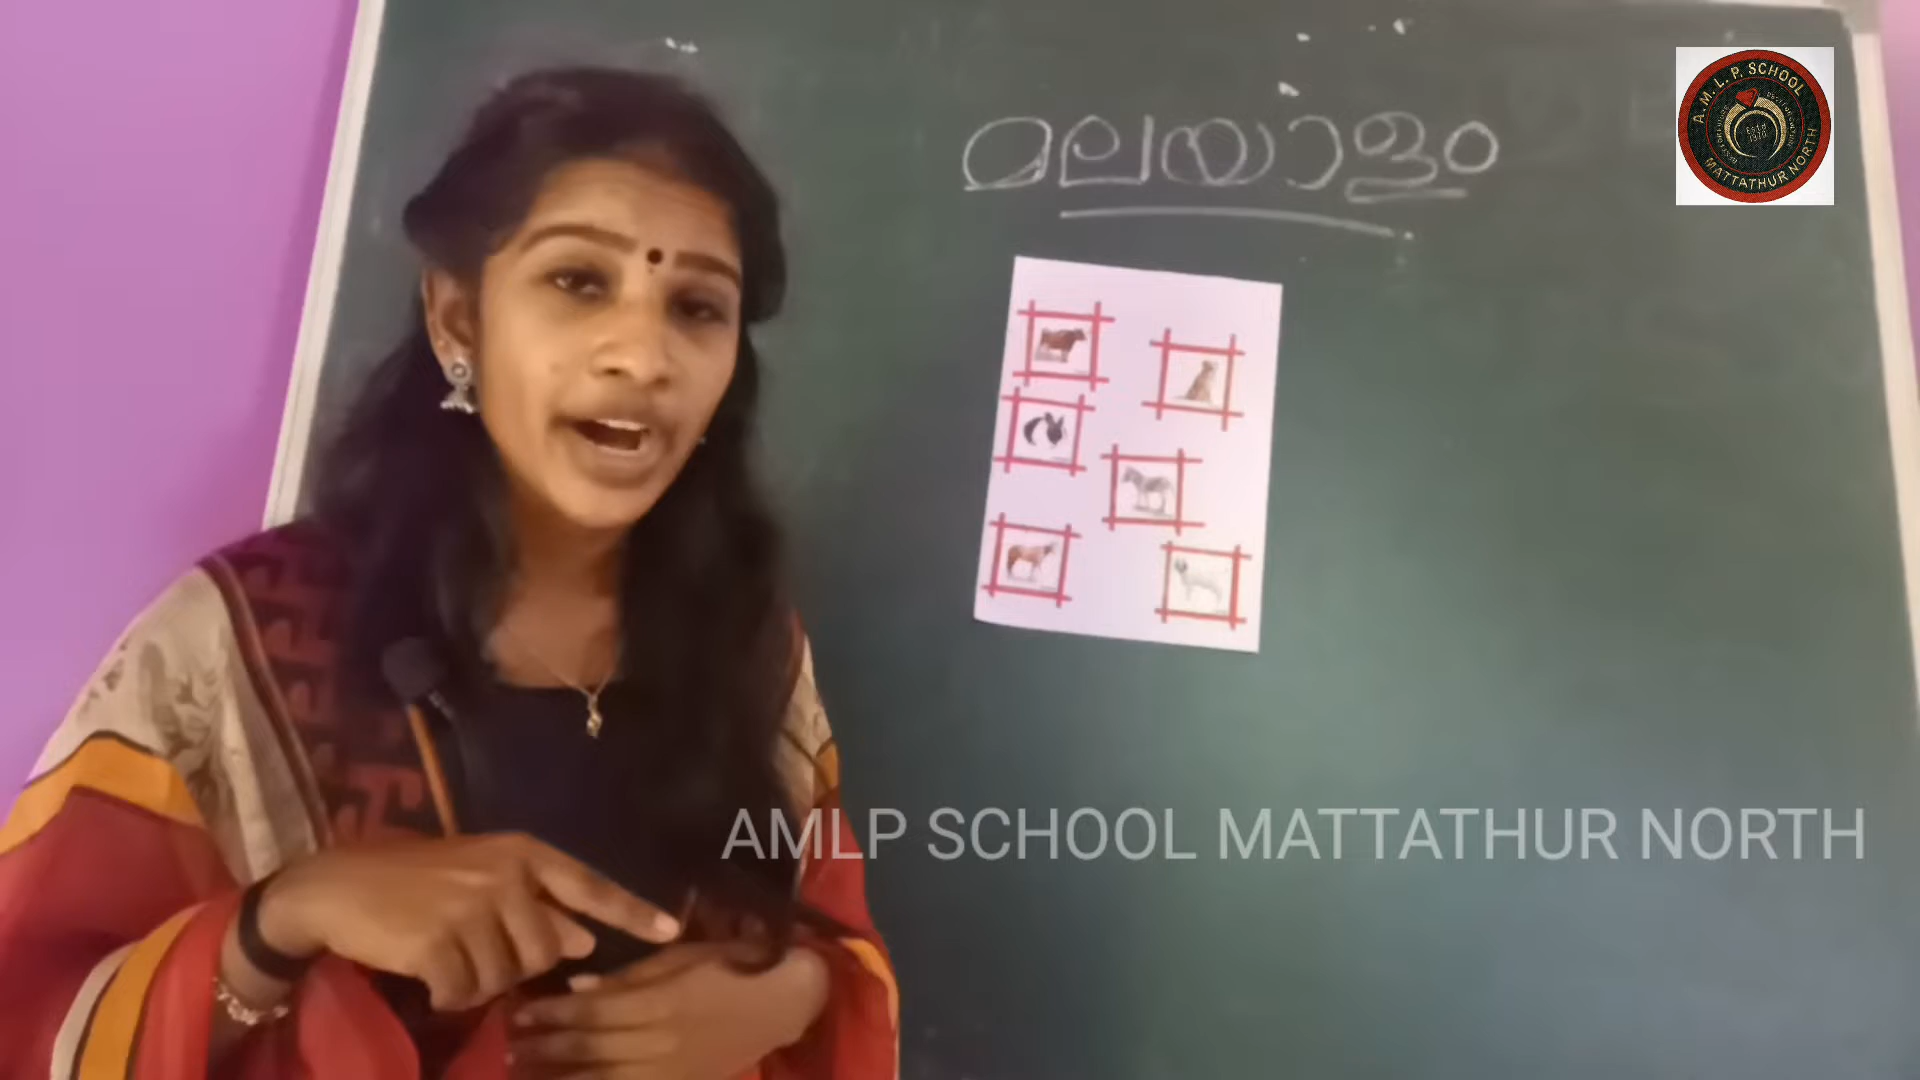 മലയാളം
A. M. L. P. SCHOOL
MATTATHUR NORTH
AMLP SCHOOL MATTATHUR NORTH